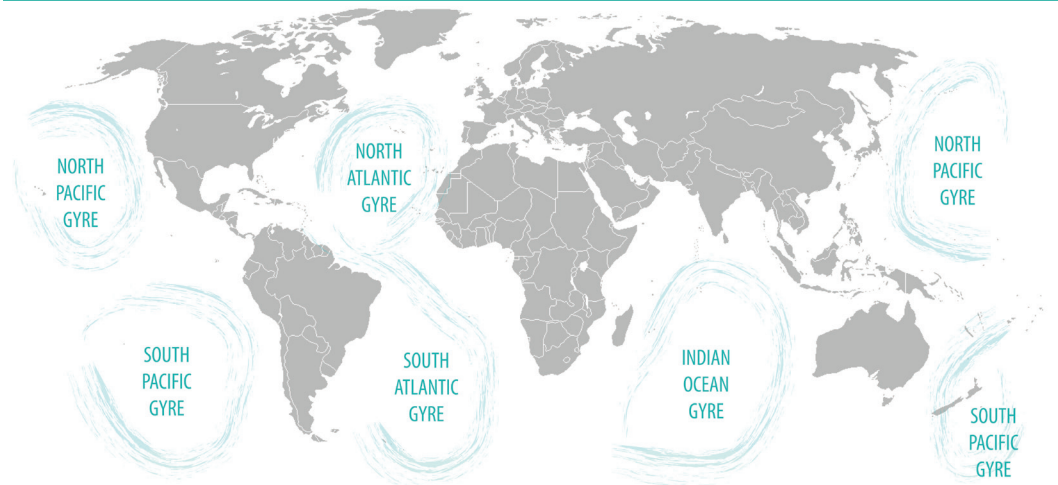 NORTH
PACIFIC
GYRE
NORTH
ATLANTIC
GYRE
NORTH
PACIFIC
GYRE
SOUTH
PACIFIC
GYRE
SOUTH
ATLANTIC
GYRE
INDIAN
OCEAN
GYRE
SOUTH
PACIFIC
GYRE